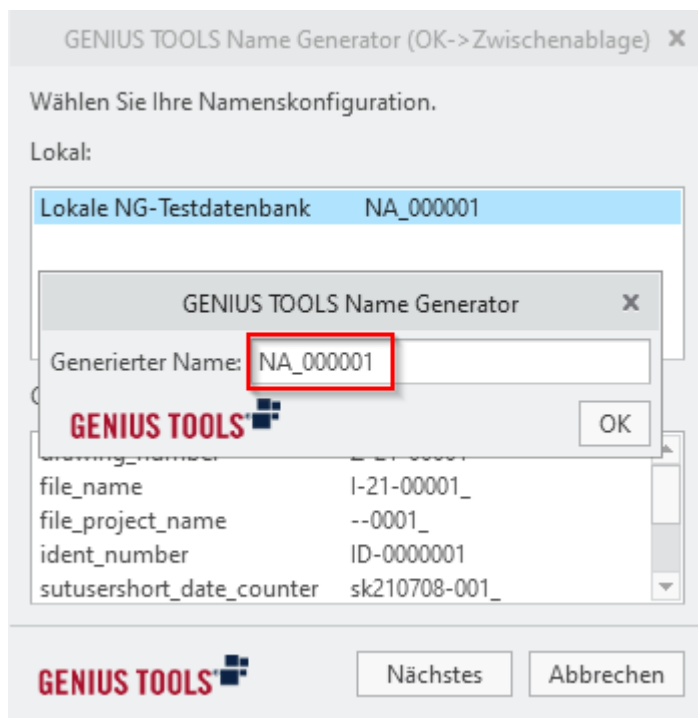 GENIUS TOOLS Name Generator (OK->Zwischenablage)
Wählen Sie Ihre Namenskonfiguration.
Lokal:
Lokale NG-Testdatenbank NA_000001
GENIUS TOOLS Name Generator
Generierter Name: NA_000001
GENIUS TOOLS
OK
file_name I-21-00001_
file_project_name --0001_
ident_number ID-0000001
sutusershort_date_counter sk210708-001_
GENIUS TOOLS
Nächstes Abbrechen